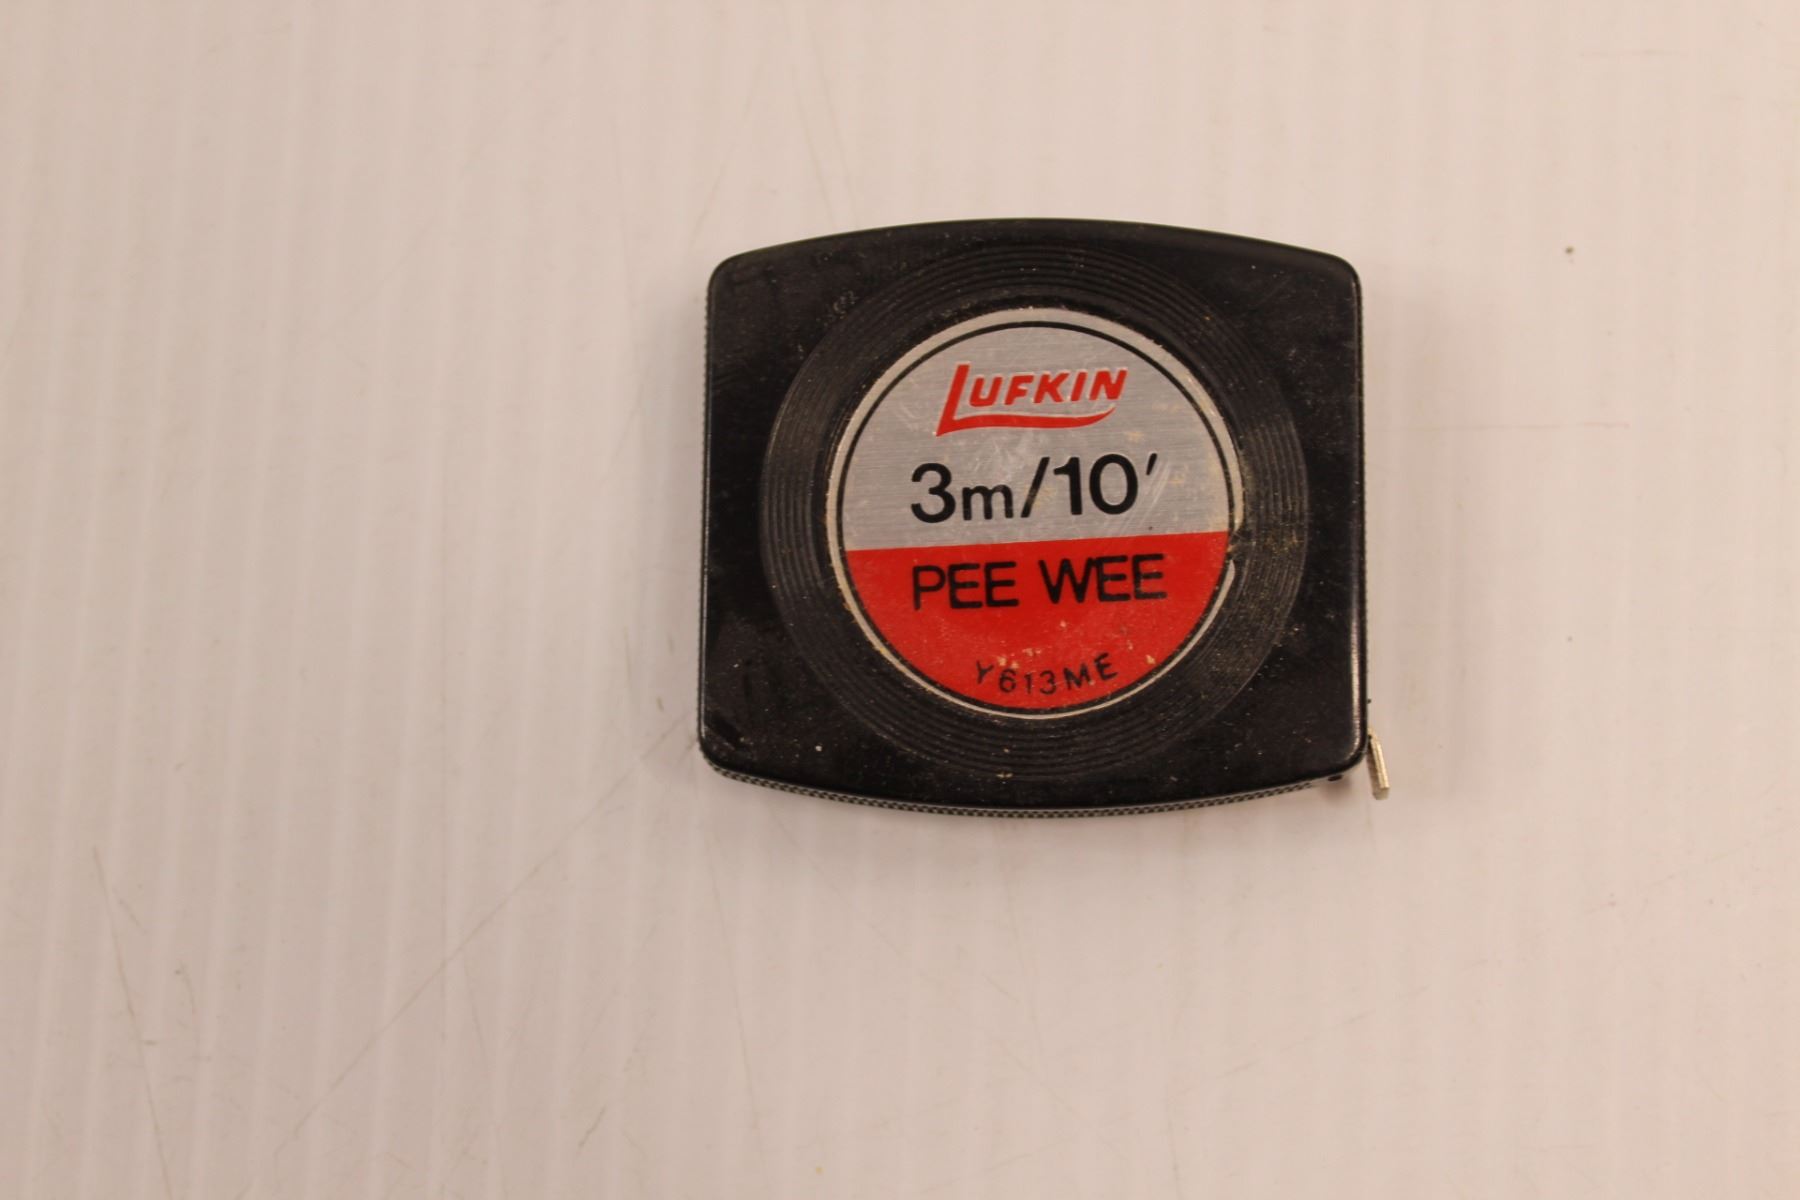 LUFKIN
3m/10'
PEE WEE
Y613ME